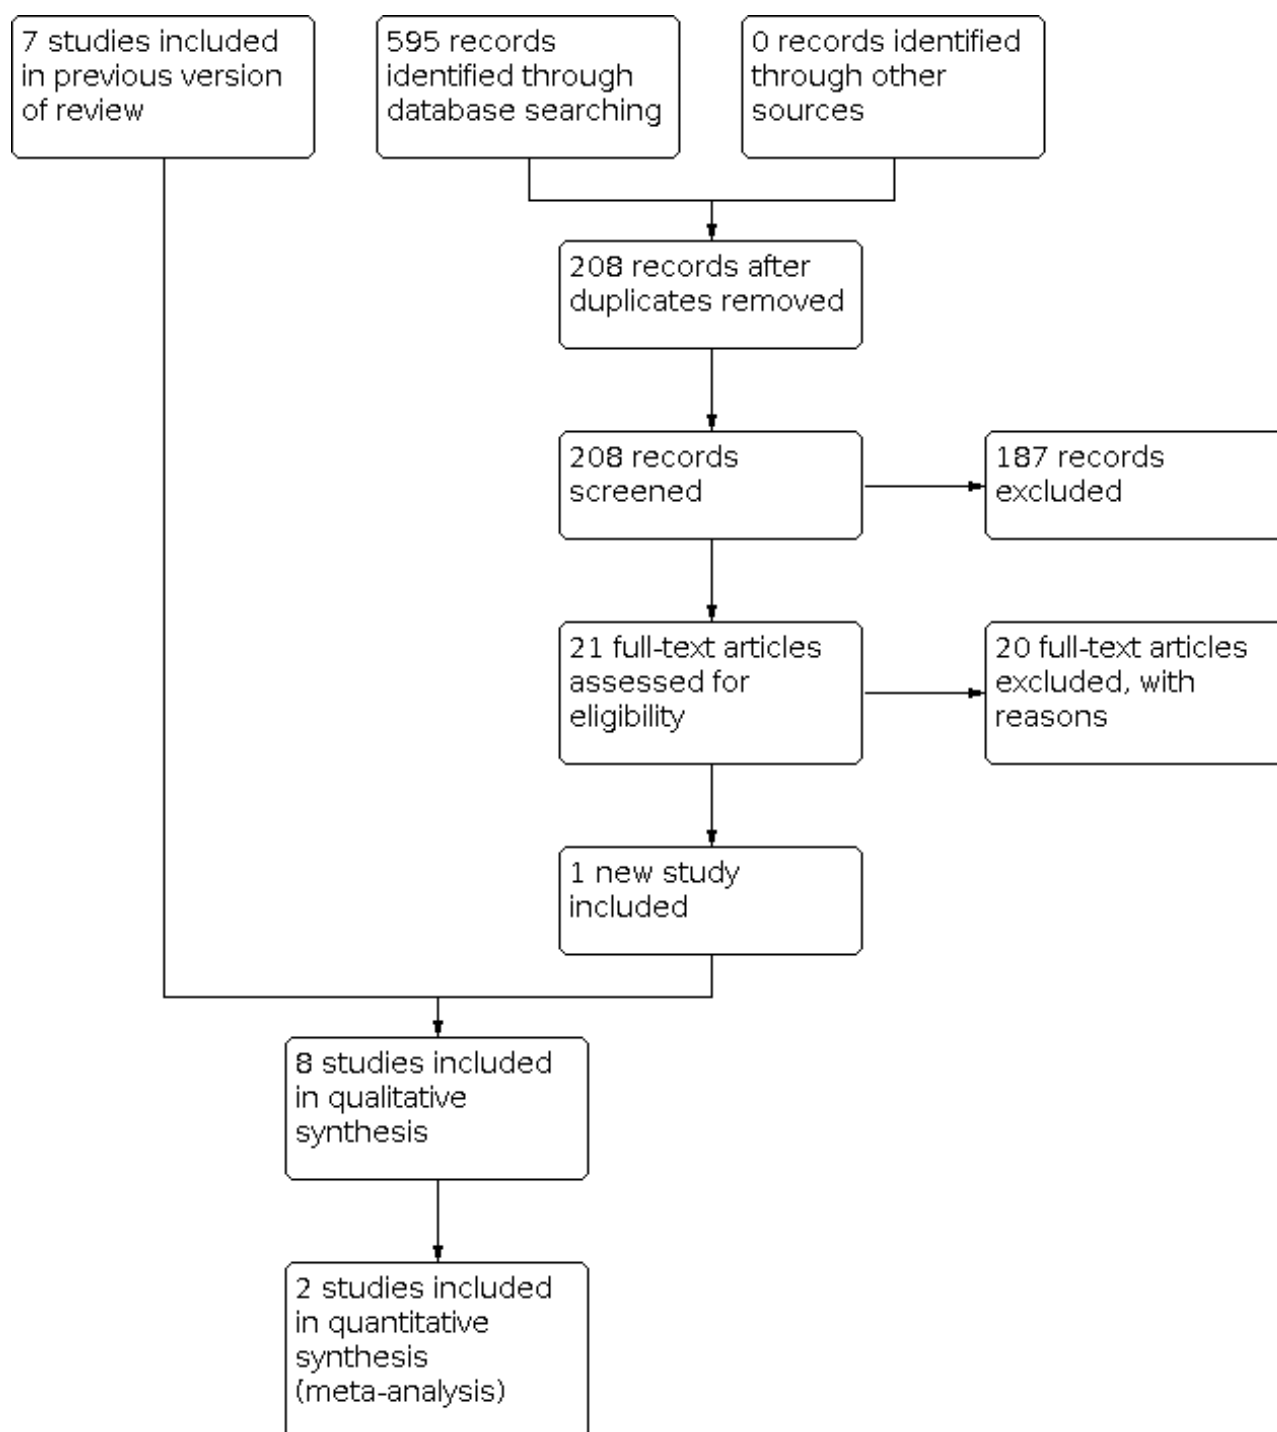 7 studies included
in previous version
of review
595 records
identified through
database searching
0 records identified
through other
sources
208 records after
duplicates removed
208 records
screened
187 records
excluded
21 full-text articles
assessed for
eligibility
20 full-text articles
excluded, with
reasons
1 new study
included
8 studies included
in qualitative
synthesis
2 studies included
in quantitative
synthesis
(meta-analysis)